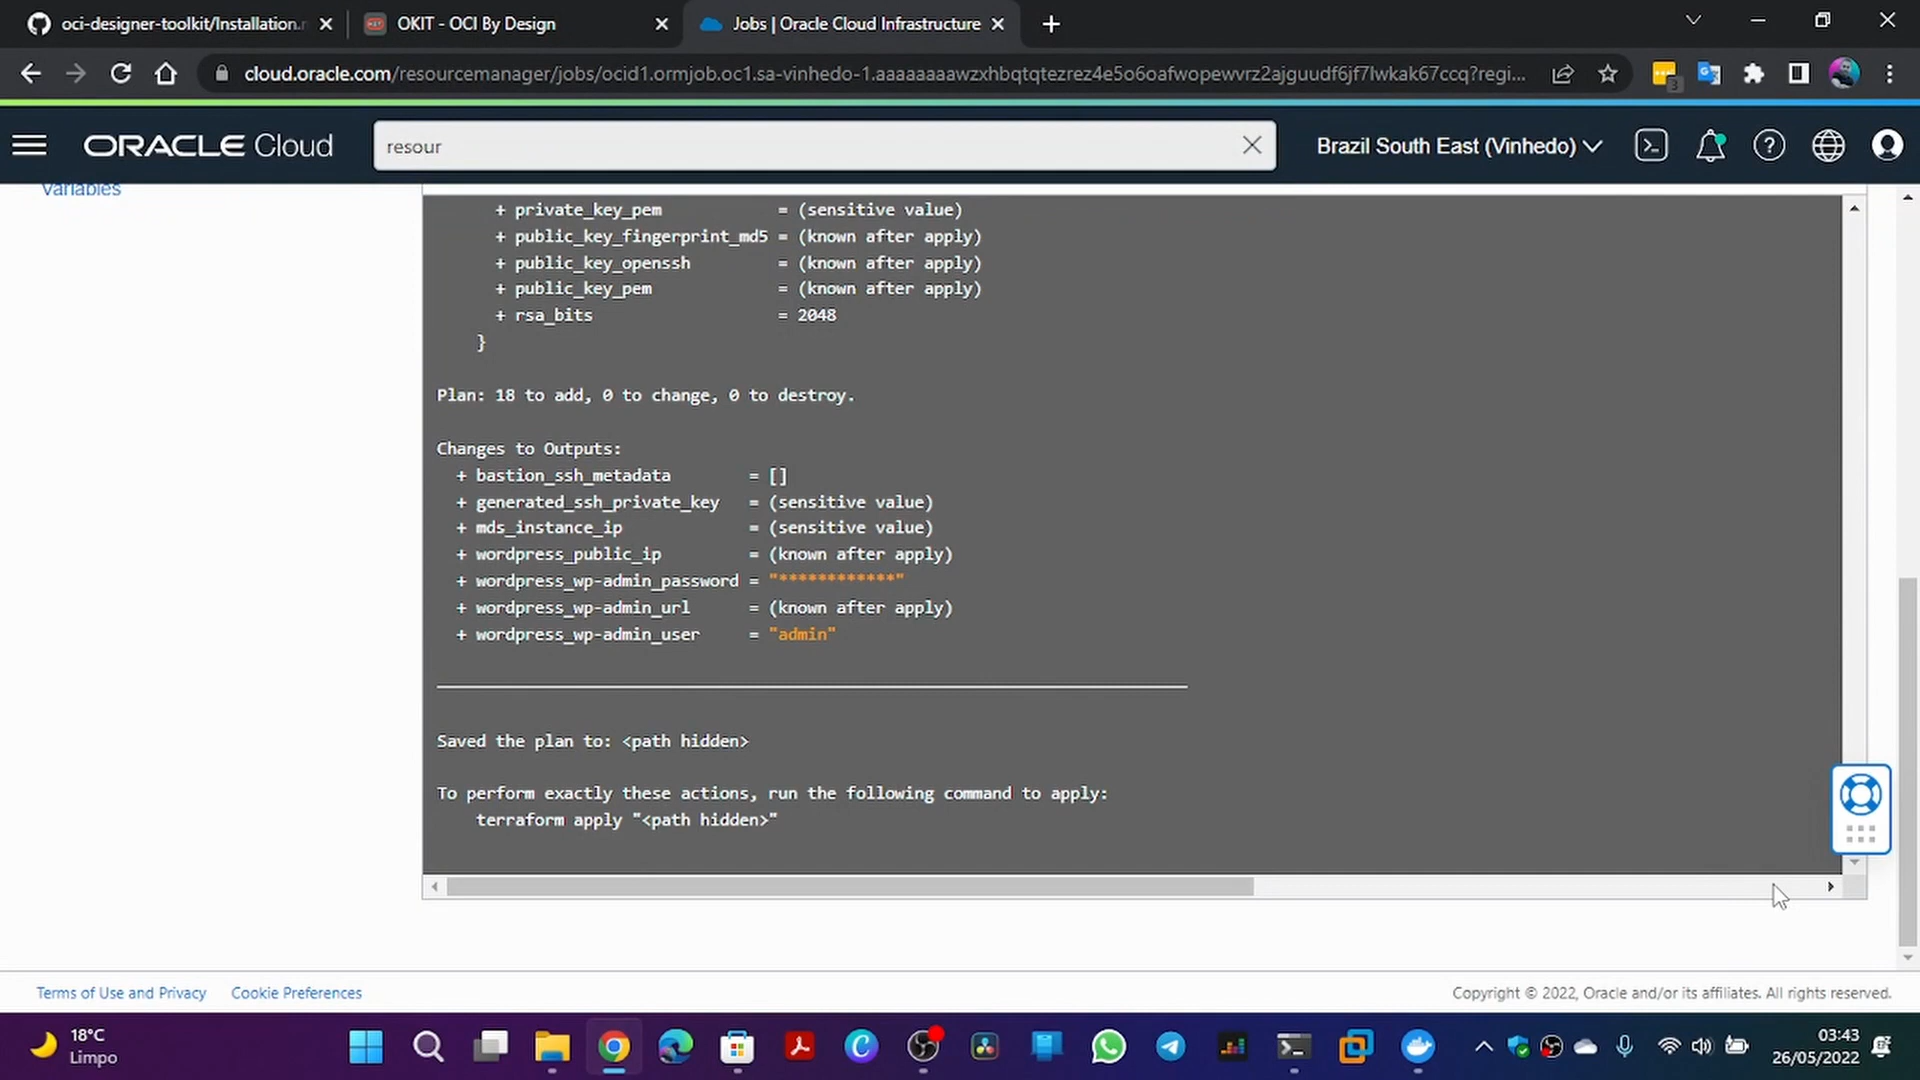 oci-designer-toolkit/Installation.r
OKIT - OCI By Design
Jobs | Oracle Cloud Infrastructure
cloud.oracle.com/resourcemanager/jobs/ocid1.ormjob.oc1.sa-vinhedo-1.aaaaaaaawzxhbqtqtezrez4e5o6oafwopewvrz2ajguudf6jf7lwkak67ccq?regi...
3
ORACLE Cloud
resour
Brazil South East (Vinhedo)
Variables
+ private_key_pem = (sensitive value)
+ public_key_fingerprint_md5 = (known after apply)
+ public_key_openssh = (known after apply)
+ public_key_pem = (known after apply)
+ rsa_bits = 2048
}
Plan: 18 to add, 0 to change, 0 to destroy.
Changes to Outputs:
+ bastion_ssh_metadata = []
+ generated_ssh_private_key = (sensitive value)
+ mds_instance_ip = (sensitive value)
+ wordpress_public_ip = (known after apply)
+ wordpress_wp-admin_password = "************"
+ wordpress_wp-admin_url = (known after apply)
+ wordpress_wp-admin_user = "admin"
Saved the plan to: <path hidden>
To perform exactly these actions, run the following command to apply:
terraform apply "<path hidden>"
Terms of Use and Privacy
Cookie Preferences
Copyright © 2022, Oracle and/or its affiliates. All rights reserved.
18°C
Limpo
03:43
26/05/2022